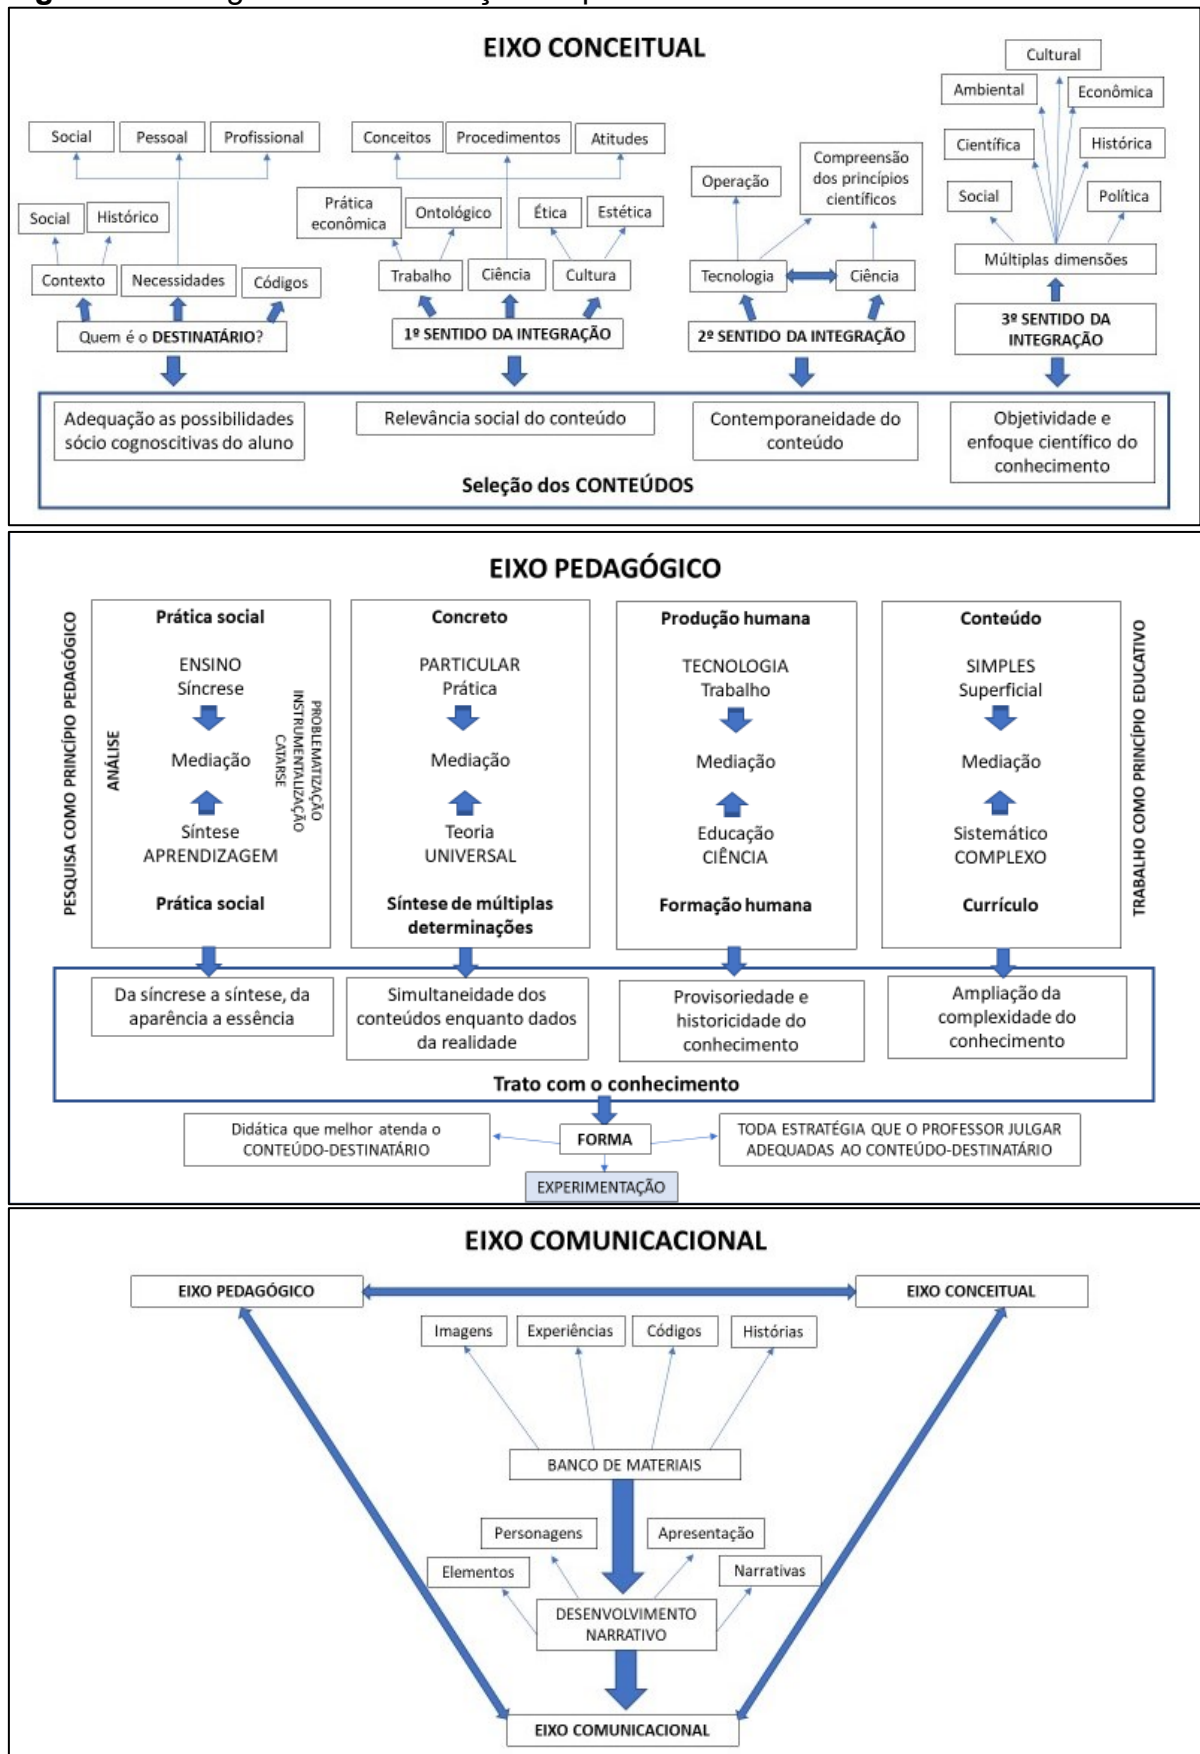 EIXO CONCEITUAL
Cultural
Ambiental
Econômica
Social
Pessoal
Profissional
Conceitos
Procedimentos
Atitudes
Científica
Histórica
Compreensão
dos princípios
científicos
Operação
Social
Política
Prática
econômica
Ontológico
Ética
Estética
Social
Histórico
Múltiplas dimensões
Contexto
Necessidades
Códigos
Trabalho
Ciência
Cultura
Tecnologia
Ciência
Quem é o DESTINATÁRIO?
1º SENTIDO DA INTEGRAÇÃO
2º SENTIDO DA INTEGRAÇÃO
3º SENTIDO DA
INTEGRAÇÃO
Adequação as possibilidades
sócio cognoscitivas do aluno
Relevância social do conteúdo
Contemporaneidade do
conteúdo
Objetividade e
enfoque científico do
conhecimento
Seleção dos CONTEÚDOS
EIXO PEDAGÓGICO
PESQUISA COMO PRINCÍPIO PEDAGÓGICO
Prática social
ENSINO
Síncrese
ANÁLISE
Mediação
PROBLEMATIZAÇÃO
INSTRUMENTALIZAÇÃO
CATARSE
Síntese
APRENDIZAGEM
Prática social
Concreto
PARTICULAR
Prática
Mediação
Teoria
UNIVERSAL
Síntese de múltiplas
determinações
Produção humana
TECNOLOGIA
Trabalho
Mediação
Educação
CIÊNCIA
Formação humana
Conteúdo
SIMPLES
Superficial
Mediação
Sistemático
COMPLEXO
Currículo
TRABALHO COMO PRINCÍPIO EDUCATIVO
Da síncrese a síntese, da
aparência a essência
Simultaneidade dos
conteúdos enquanto dados
da realidade
Provisoriedade e
historicidade do
conhecimento
Ampliação da
complexidade do
conhecimento
Trato com o conhecimento
Didática que melhor atenda o
CONTEÚDO-DESTINATÁRIO
FORMA
TODA ESTRATÉGIA QUE O PROFESSOR JULGAR
ADEQUADAS AO CONTEÚDO-DESTINATÁRIO
EXPERIMENTAÇÃO
EIXO COMUNICACIONAL
EIXO PEDAGÓGICO
EIXO CONCEITUAL
Imagens
Experiências
Códigos
Histórias
BANCO DE MATERIAIS
Personagens
Apresentação
Elementos
Narrativas
DESENVOLVIMENTO
NARRATIVO
EIXO COMUNICACIONAL